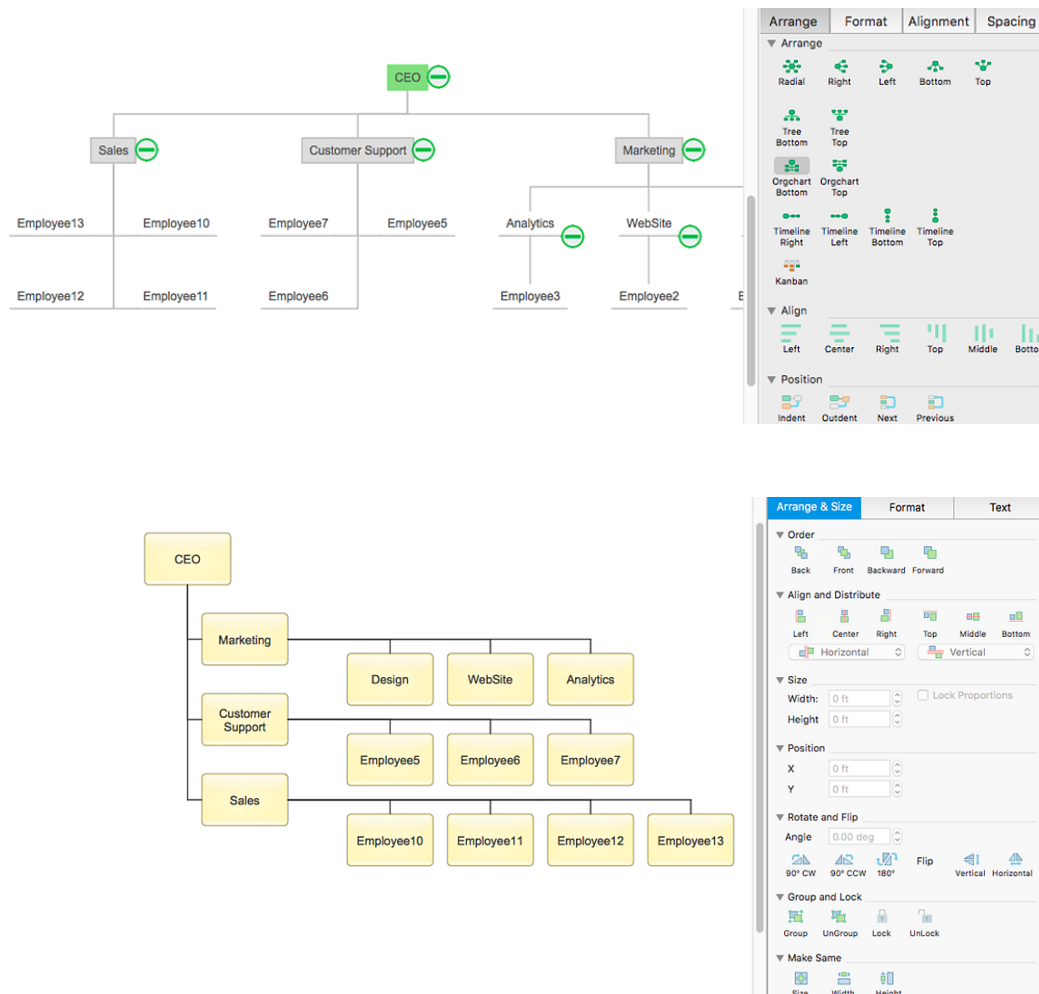 Arrange Format Alignment Spacing
Arrange
Radial Right Left Bottom Top
Tree Bottom
Tree Top
Orgchart Bottom
Orgchart Top
Timeline Right
Timeline Left
Timeline Bottom
Timeline Top
Kanban
Align
Left Center Right Top Middle Botto
Position
Indent Outdent Next Previous
CEO
Sales Customer Support Marketing
Employee13 Employee10 Employee7 Employee5 Analytics WebSite
Employee12 Employee11 Employee6 Employee3 Employee2 E
CEO
Marketing
Design WebSite Analytics
Customer
Support
Employee5 Employee6 Employee7
Sales
Employee10 Employee11 Employee12 Employee13
Arrange & Size Format Text
Order
Back Front Backward Forward
Align and Distribute
Left Center Right Top Middle Bottom
Horizontal Vertical
Size
Width: 0 ft Lock Proportions
Height 0 ft
Position
X 0 ft
Y 0 ft
Rotate and Flip
Angle 0.00 deg
90° CW 90° CCW 180° Flip Vertical Horizontal
Group and Lock
Group UnGroup Lock UnLock
Make Same
Size Width Height